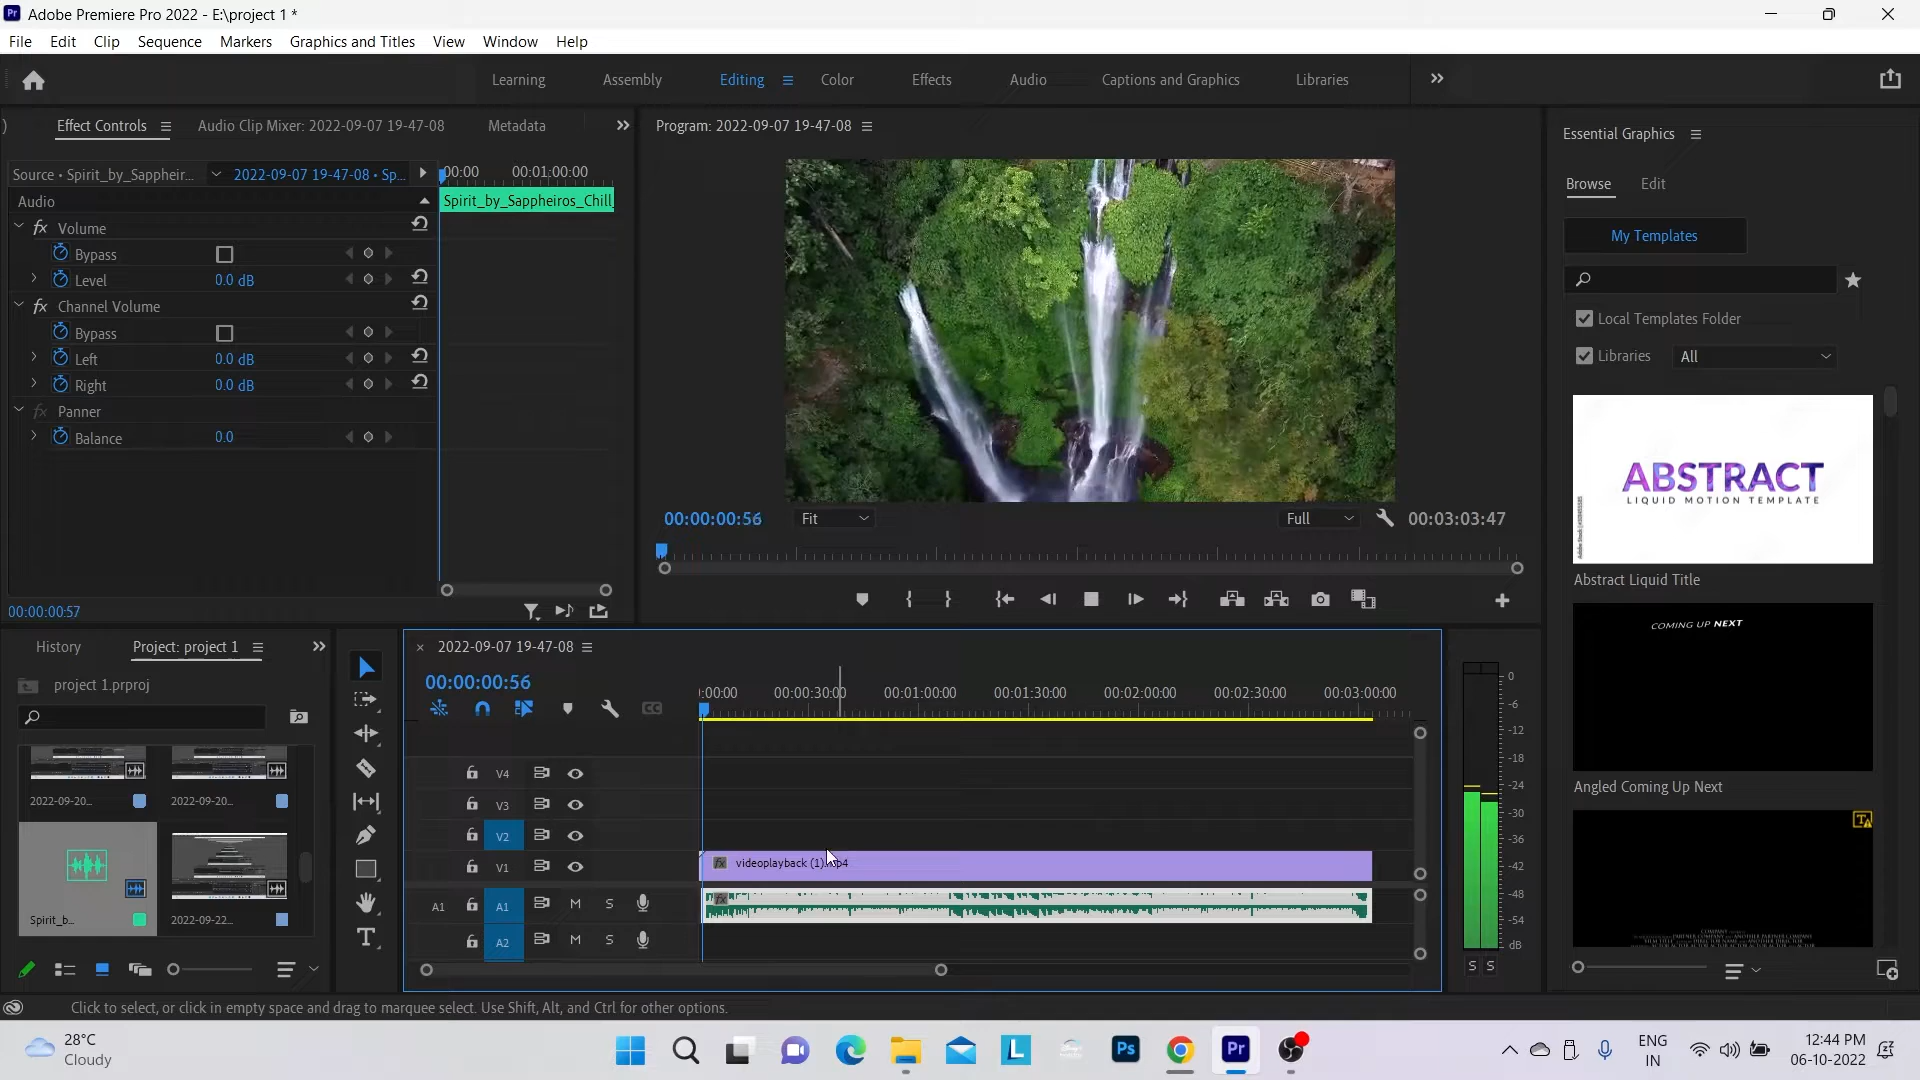 Adobe Premiere Pro 2022 - E:\project 1 *
File Edit Clip Sequence Markers Graphics and Titles View Window Help
Learning Assembly Editing Color Effects Audio Captions and Graphics Libraries
Effect Controls Audio Clip Mixer: 2022-09-07 19-47-08 Metadata
Source • Spirit_by_Sappheir... 2022-09-07 19-47-08 • Sp...
:00:00 00:01:00:00
Spirit_by_Sappheiros_Chill_
Audio
fx Volume
Bypass
Level 0.0 dB
fx Channel Volume
Bypass
Left 0.0 dB
Right 0.0 dB
fx Panner
Balance 0.0
00:00:00:57
Program: 2022-09-07 19-47-08
00:00:00:56 Fit Full 00:03:03:47
Essential Graphics
Browse Edit
My Templates
Local Templates Folder
Libraries All
ABSTRACT
LIQUID MOTION TEMPLATE
Abstract Liquid Title
COMING UP NEXT
Angled Coming Up Next
History Project: project 1
project 1.prproj
2022-09-20... 2022-09-20...
Spirit_b... 2022-09-22...
2022-09-07 19-47-08
00:00:00:56
:00:00 00:00:30:00 00:01:00:00 00:01:30:00 00:02:00:00 00:02:30:00 00:03:00:00
V4
V3
V2
V1 fx videoplayback (1).mp4
A1 A1 M S fx
A2 M S
0
-6
-12
-18
-24
-30
-36
-42
-48
-54
dB
S S
Click to select, or click in empty space and drag to marquee select. Use Shift, Alt, and Ctrl for other options.
28°C
Cloudy
L Ps Pr
ENG
IN
12:44 PM
06-10-2022